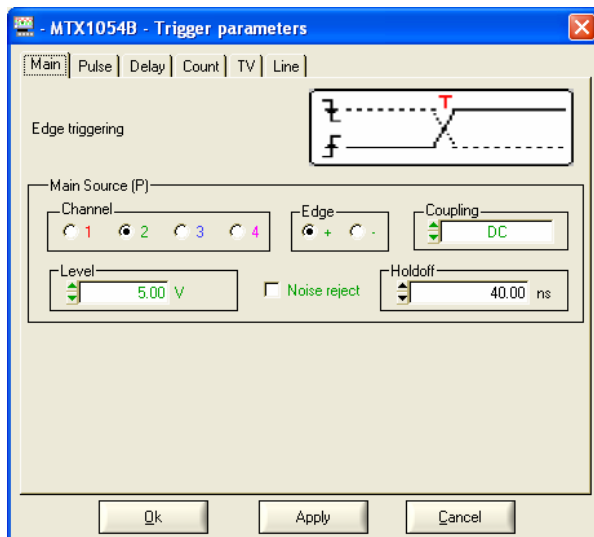 - MTX1054B - Trigger parameters
Main Pulse Delay Count TV Line
Edge triggering
T
Main Source (P)
Channel Edge Coupling
1 2 3 4 + - DC
Level Holdoff
5.00 V Noise reject 40.00 ns
Ok Apply Cancel